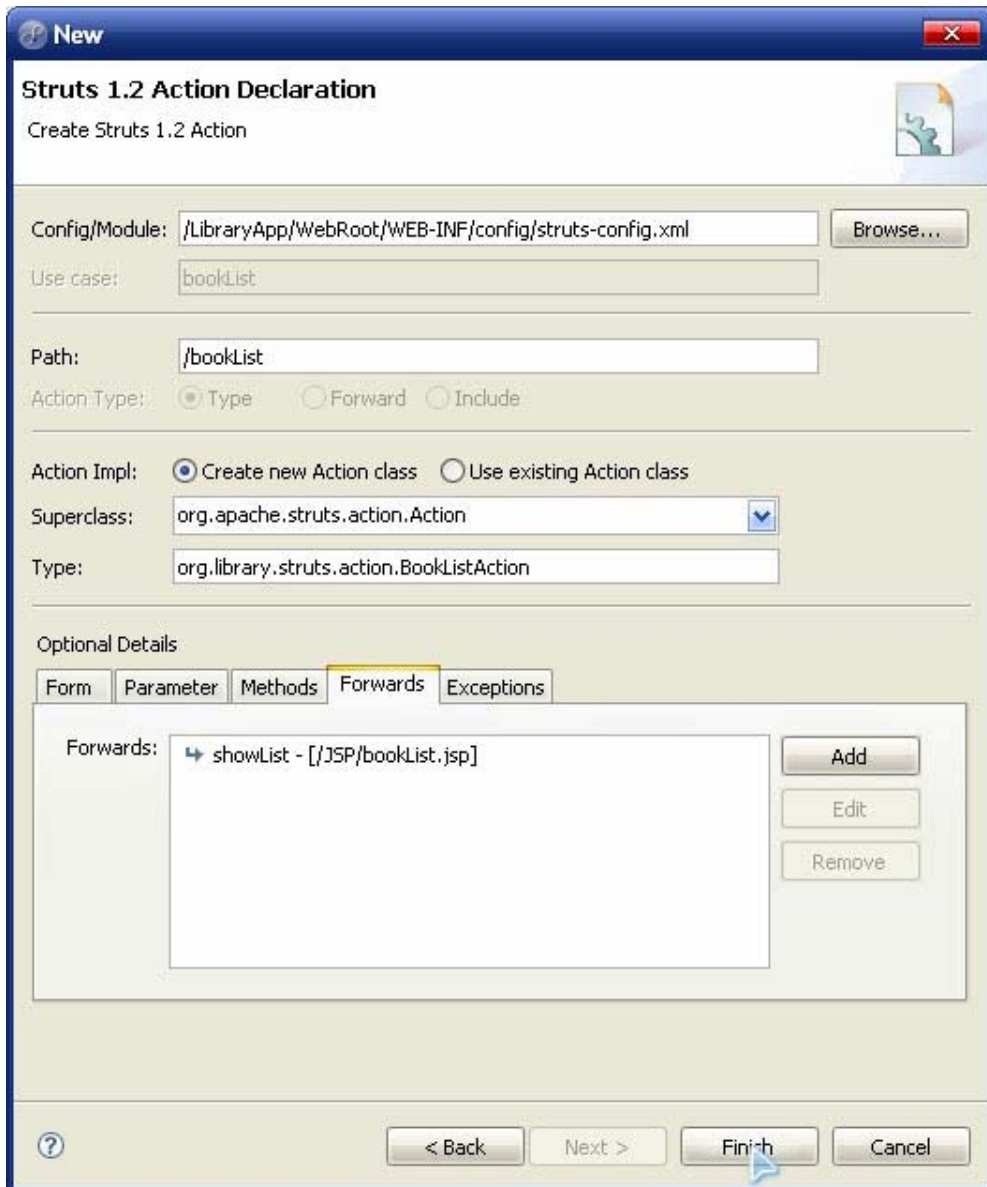 New
Struts 1.2 Action Declaration
Create Struts 1.2 Action
Config/Module: /LibraryApp/WebRoot/WEB-INF/config/struts-config.xml Browse...
Use case: bookList
Path: /bookList
Action Type: Type Forward Include
Action Impl: Create new Action class Use existing Action class
Superclass: org.apache.struts.action.Action
Type: org.library.struts.action.BookListAction
Optional Details
Form Parameter Methods Forwards Exceptions
Forwards: showList - [/JSP/bookList.jsp] Add
Edit
Remove
? < Back Next > Finish Cancel